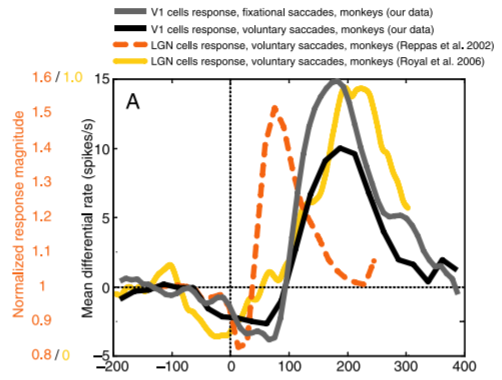 V1 cells response, fixational saccades, monkeys (our data)
V1 cells response, voluntary saccades, monkeys (our data)
LGN cells response, voluntary saccades, monkeys (Reppas et al. 2002)
LGN cells response, voluntary saccades, monkeys (Royal et al. 2006)
A
Normalized response magnitude
1.6 / 1.0
1.5
1.4
1.3
1.2
1.1
1
0.9
0.8 / 0
Mean differential rate (spikes/s)
15
10
5
0
−5
−200 −100 0 100 200 300 400